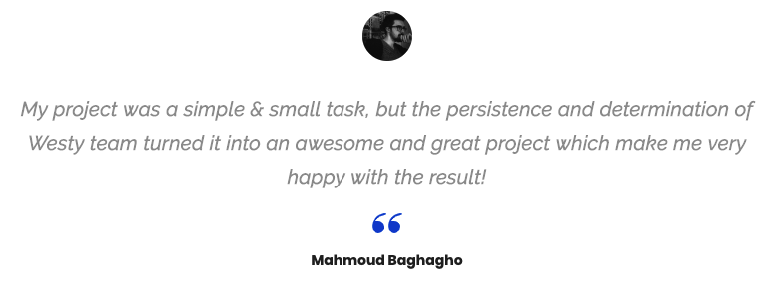 My project was a simple & small task, but the persistence and determination of
Westy team turned it into an awesome and great project which make me very
happy with the result!
“
Mahmoud Baghagho